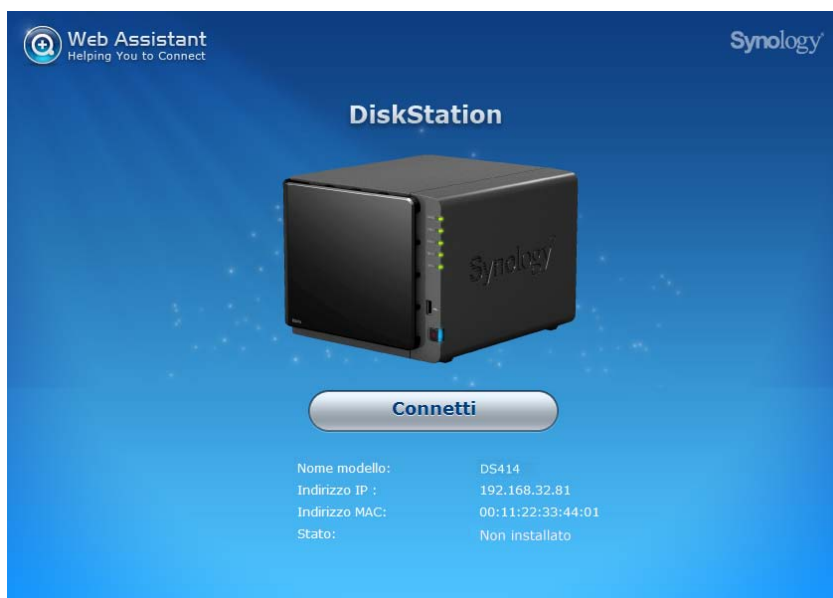 Web Assistant
Helping You to Connect
Synology
DiskStation
Synology
Connetti
Nome modello: DS414
Indirizzo IP : 192.168.32.81
Indirizzo MAC: 00:11:22:33:44:01
Stato: Non installato